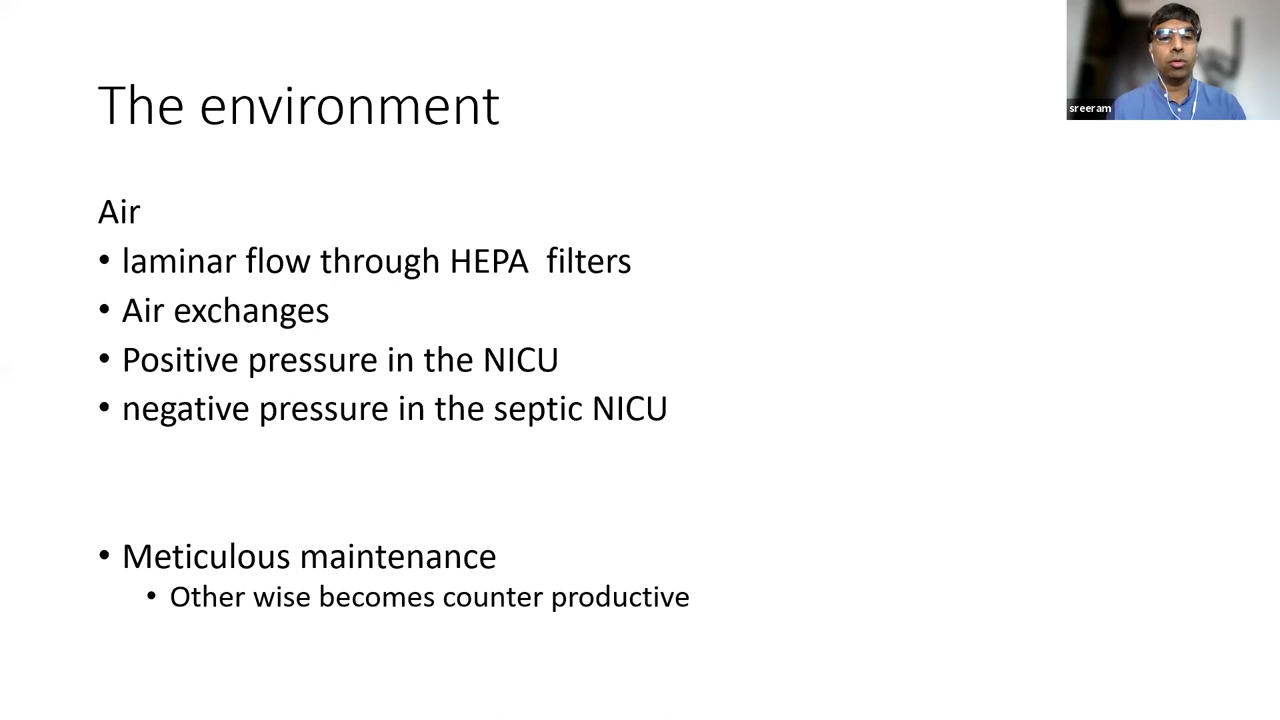 The environment
sreeram
Air
• laminar flow through HEPA  filters
• Air exchanges
• Positive pressure in the NICU
• negative pressure in the septic NICU
• Meticulous maintenance
• Other wise becomes counter productive